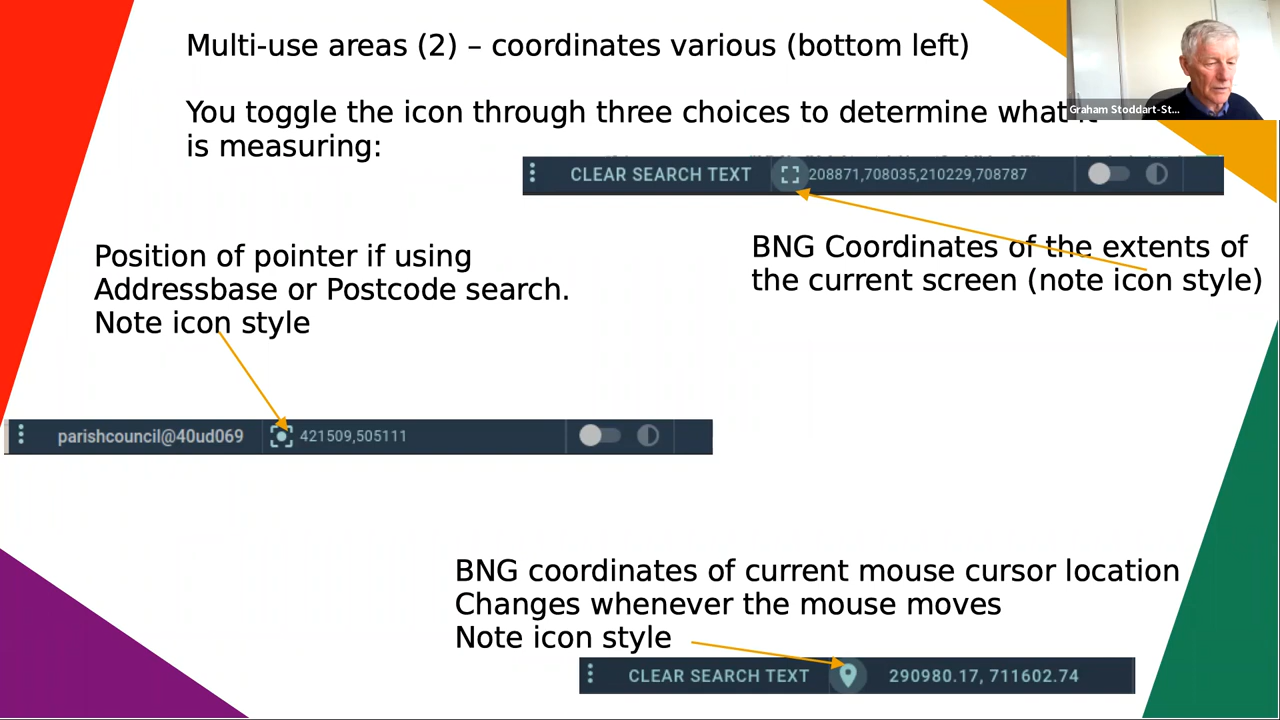 Multi-use areas (2) – coordinates various (bottom left)
You toggle the icon through three choices to determine what it
is measuring:
Graham Stoddart-St...
CLEAR SEARCH TEXT 208871,708035,210229,708787
BNG Coordinates of the extents of
the current screen (note icon style)
Position of pointer if using
Addressbase or Postcode search.
Note icon style
parishcouncil@40ud069 421509,505111
BNG coordinates of current mouse cursor location
Changes whenever the mouse moves
Note icon style
CLEAR SEARCH TEXT 290980.17, 711602.74